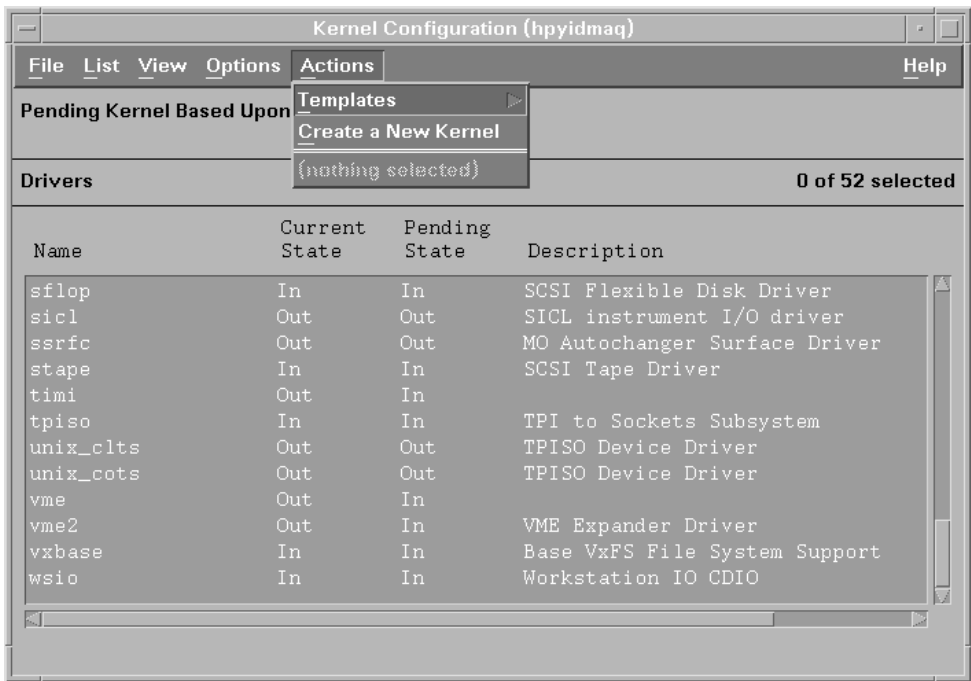 Kernel Configuration (hpyidmaq)
File List View Options Actions Help
Templates
Create a New Kernel
(nothing selected)
Pending Kernel Based Upon
Drivers 0 of 52 selected
Current Pending
Name State State Description
sflop In In SCSI Flexible Disk Driver
sicl Out Out SICL instrument I/O driver
ssrfc Out Out MO Autochanger Surface Driver
stape In In SCSI Tape Driver
timi Out In
tpiso In In TPI to Sockets Subsystem
unix_clts Out Out TPISO Device Driver
unix_cots Out Out TPISO Device Driver
vme Out In
vme2 Out In VME Expander Driver
vxbase In In Base VxFS File System Support
wsio In In Workstation IO CDIO